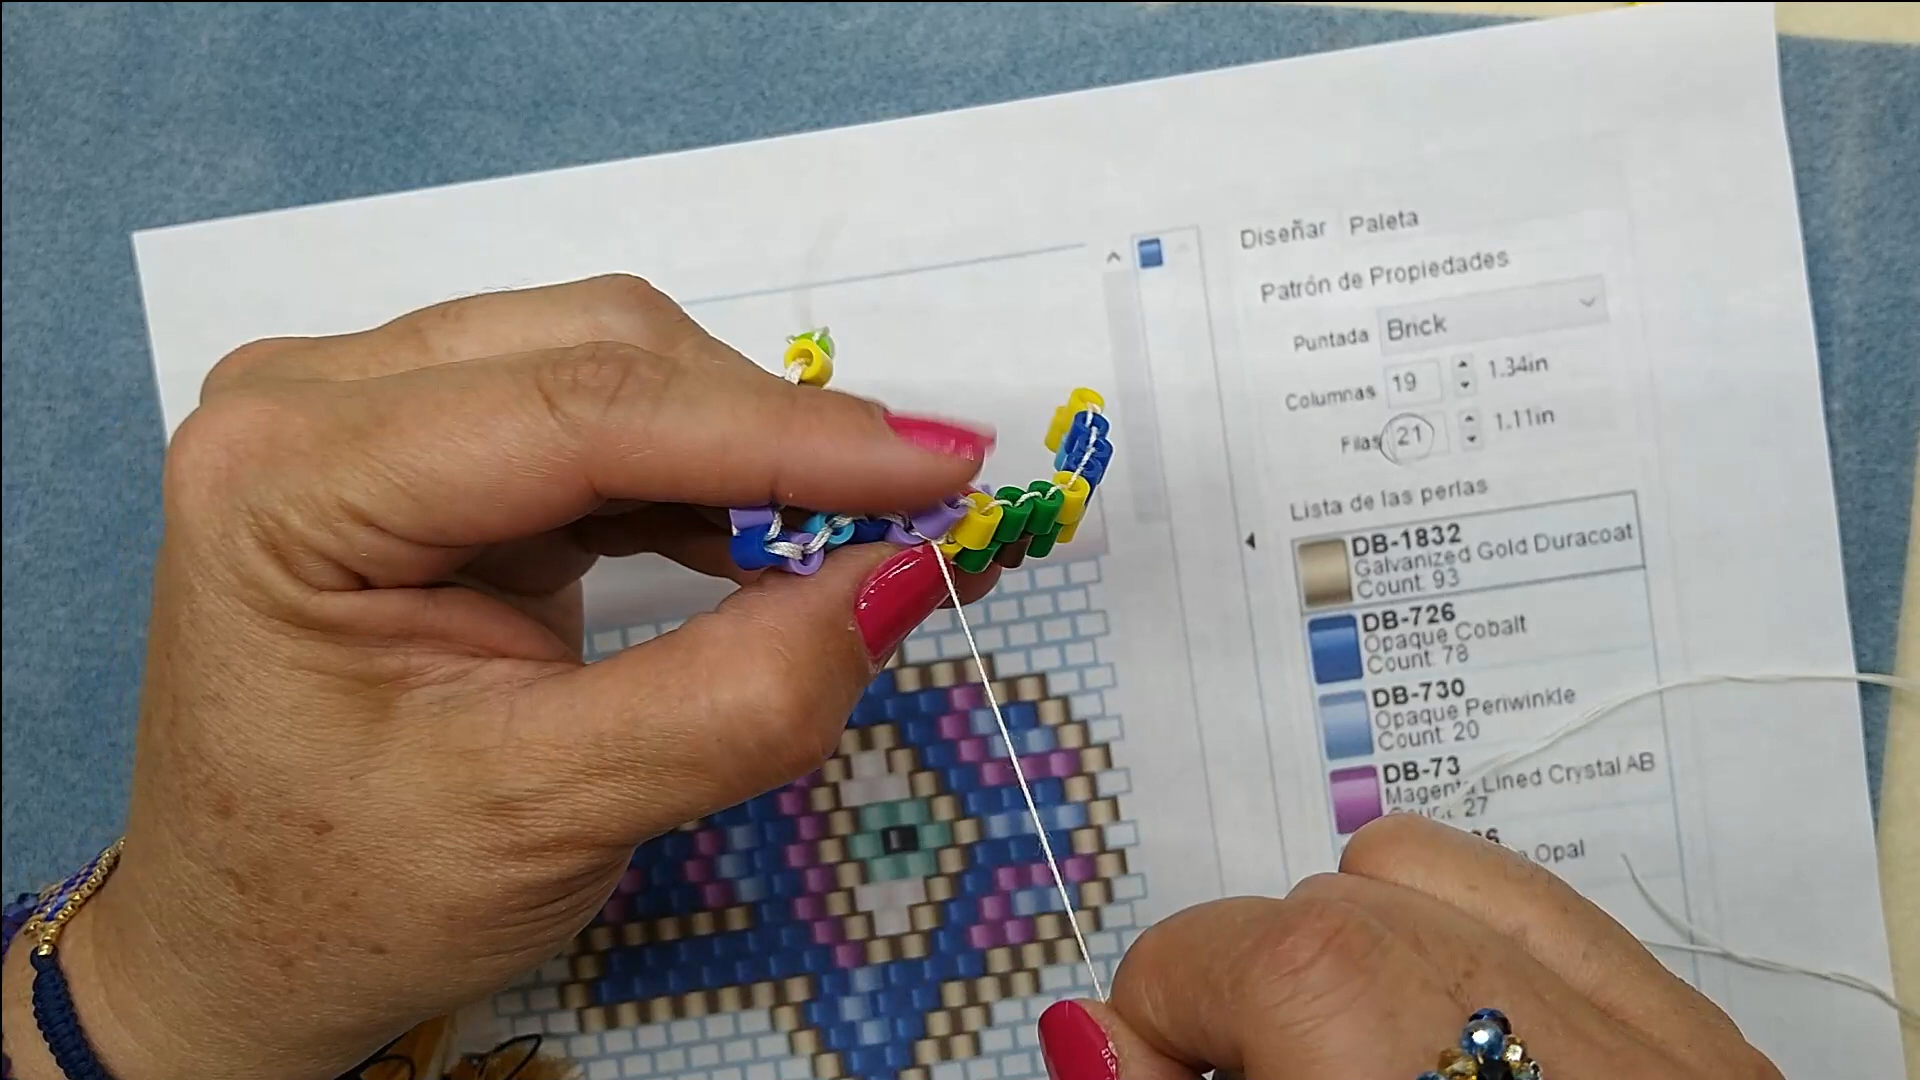 Diseñar Paleta
Patrón de Propiedades
Puntada Brick
Columnas 19 1.34in
Filas 21 1.11in
Lista de las perlas
DB-1832
Galvanized Gold Duracoat
Count: 93
DB-726
Opaque Cobalt
Count: 78
DB-730
Opaque Periwinkle
Count: 20
DB-73
Lined Crystal AB
27
Opal